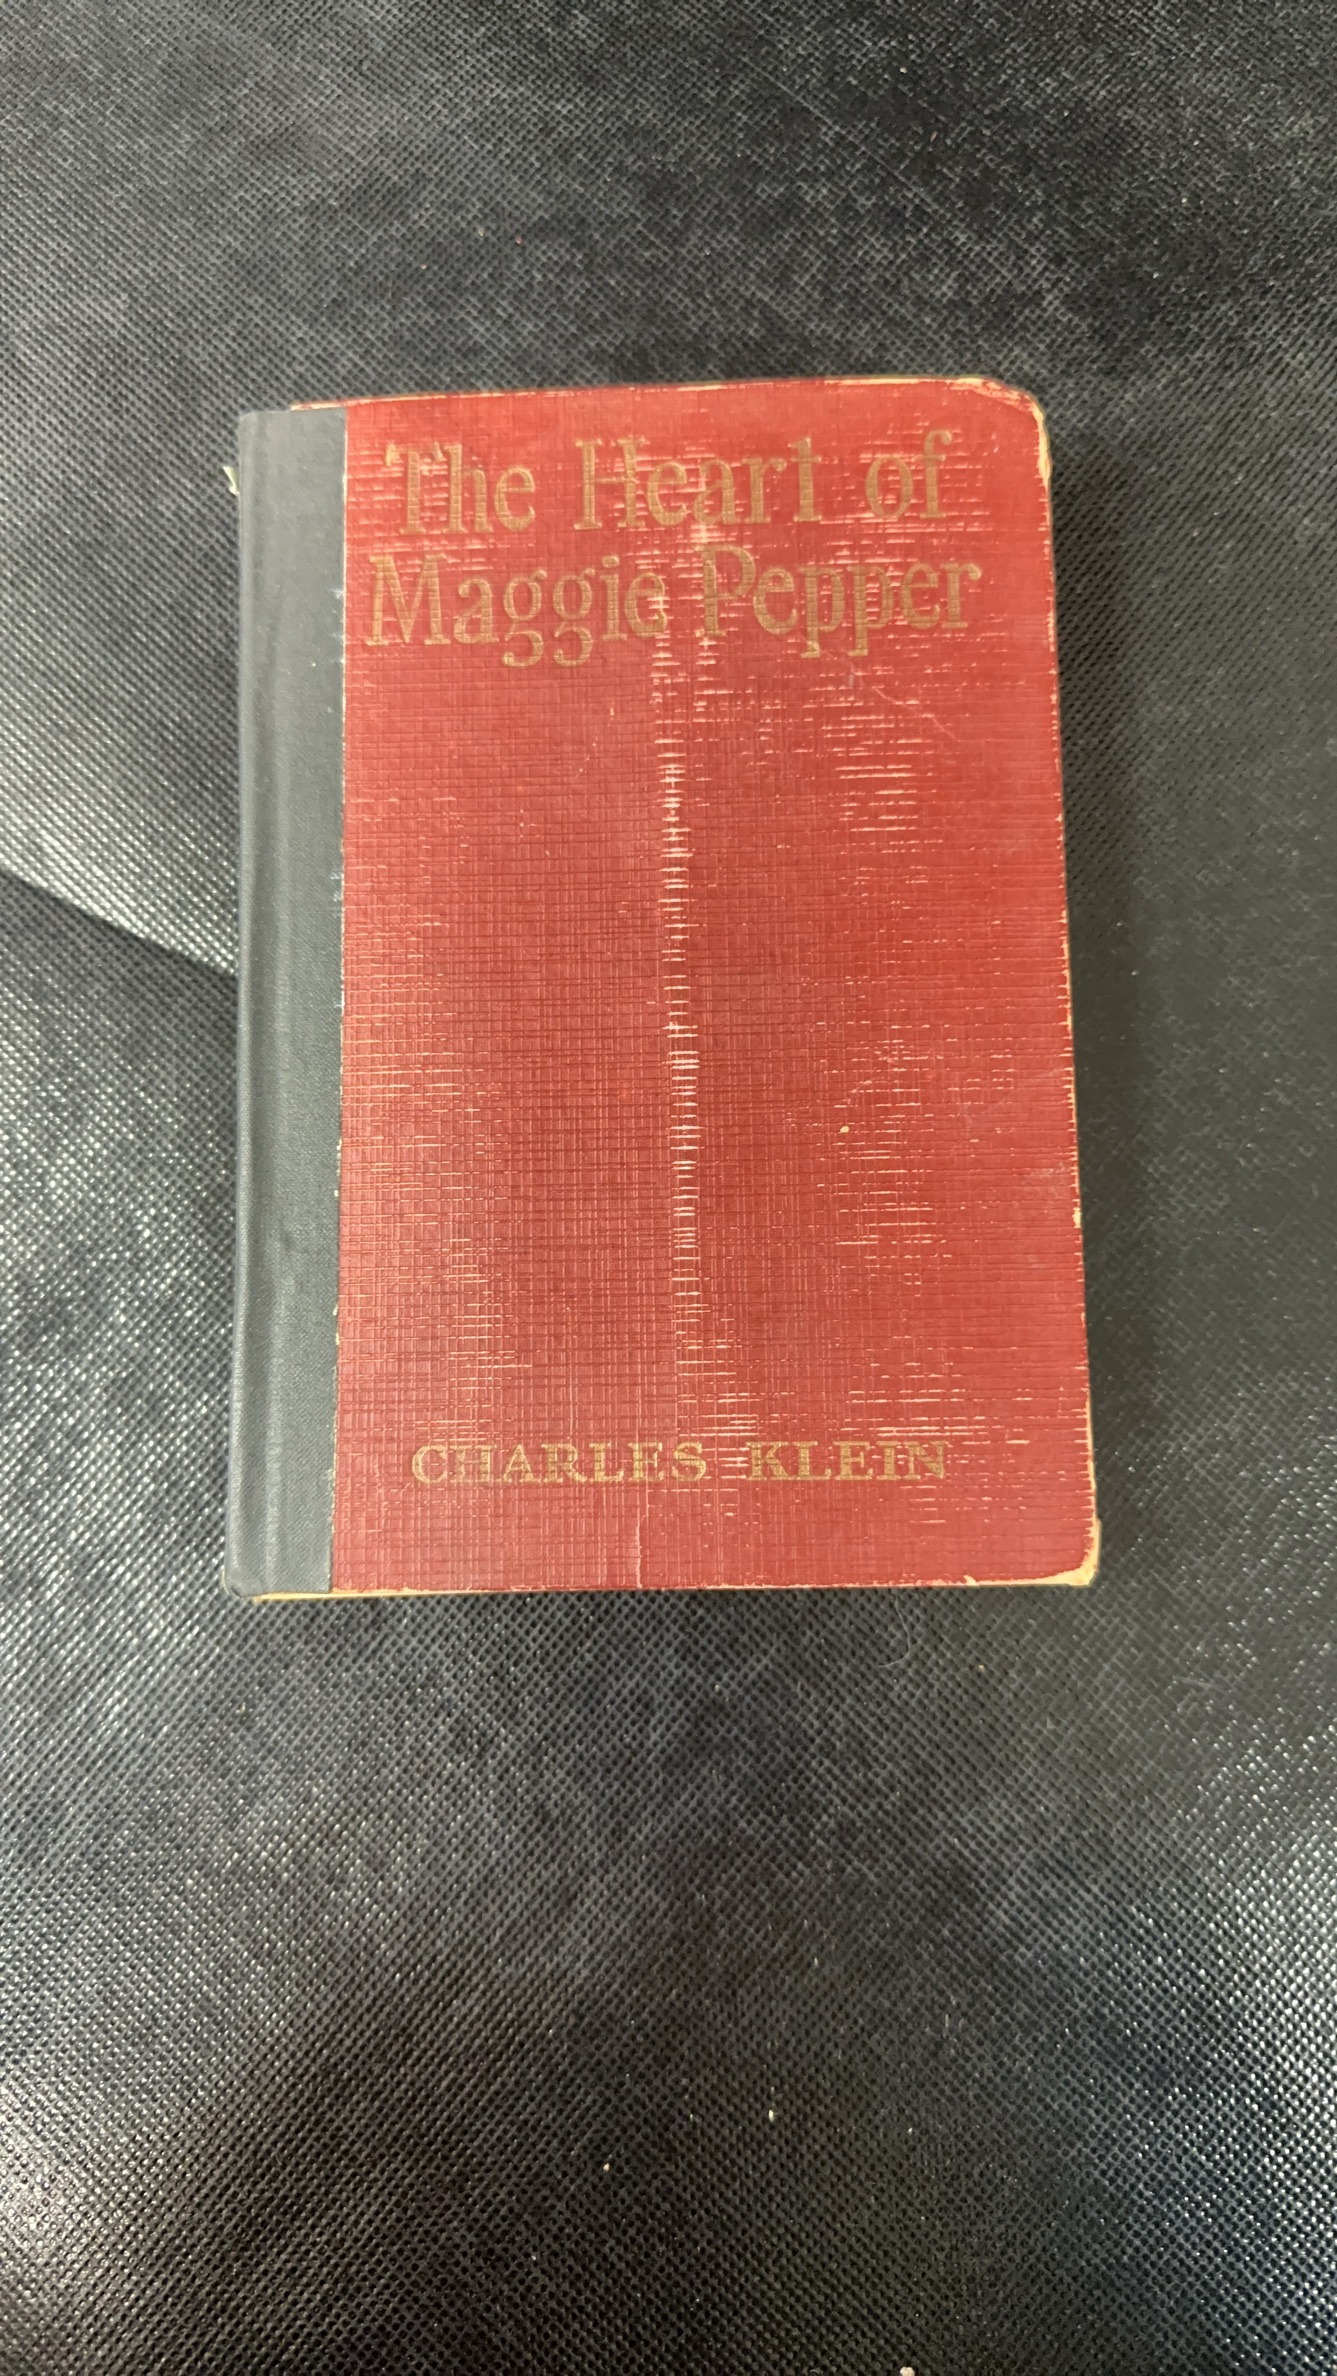 The Heart of
Maggie Pepper
CHARLES KLEIN